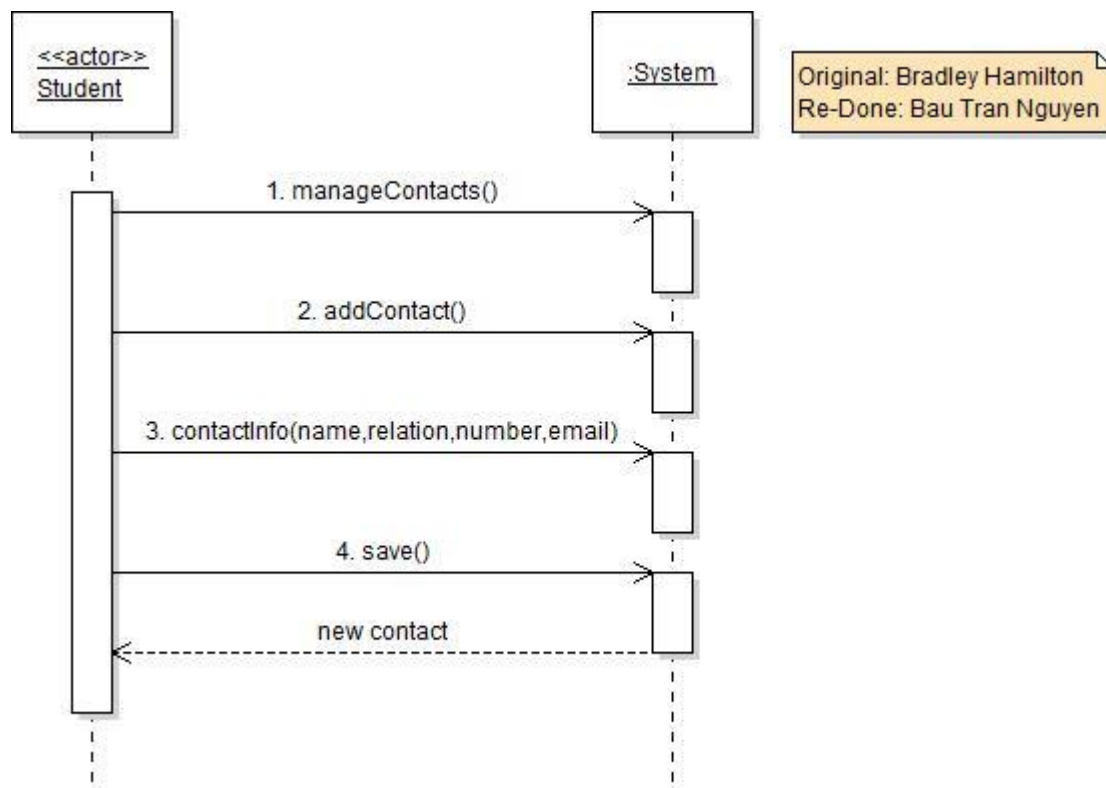 <<actor>>
Student
:System
Original: Bradley Hamilton
Re-Done: Bau Tran Nguyen
1. manageContacts()
2. addContact()
3. contactInfo(name,relation,number,email)
4. save()
new contact